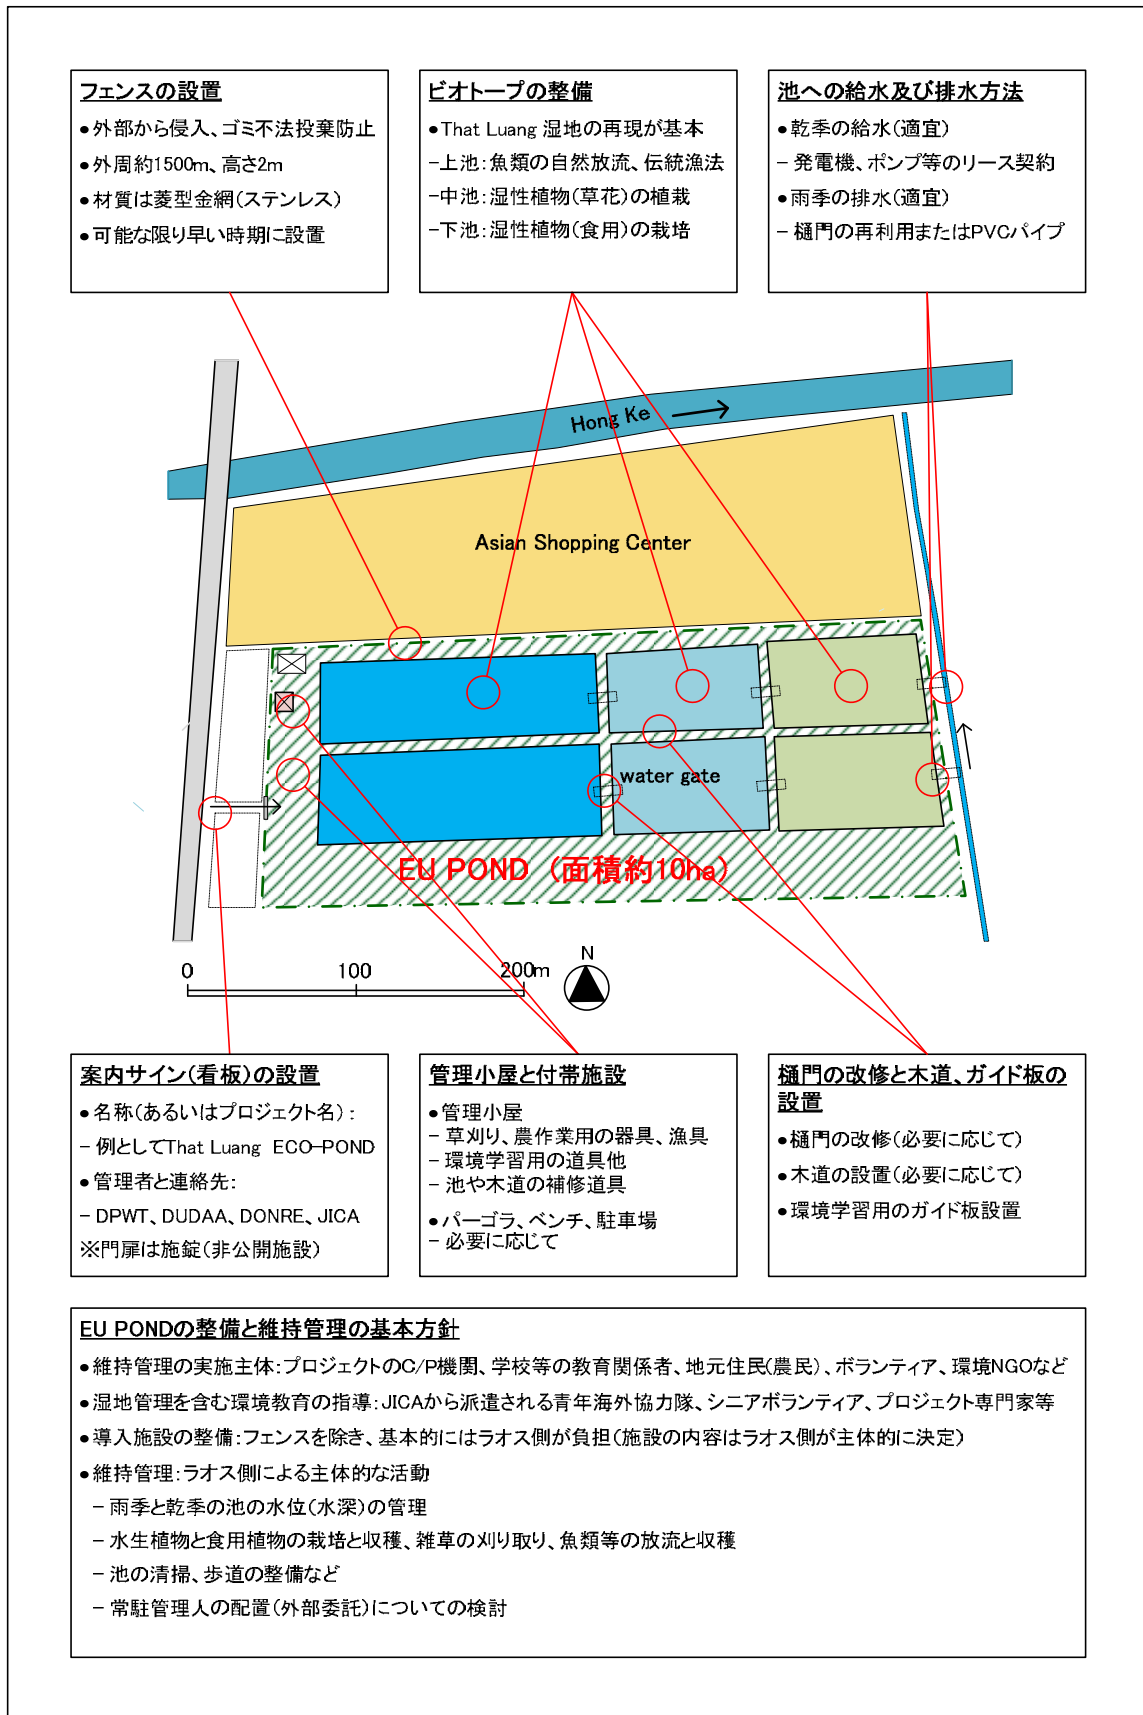 フェンスの設置
●外部から侵入、ゴミ不法投棄防止
●外周約1500m、高さ2m
●材質は菱型金網(ステンレス)
●可能な限り早い時期に設置
ビオトープの整備
●That Luang 湿地の再現が基本
－上池：魚類の自然放流、伝統漁法
－中池：湿性植物(草花)の植栽
－下池：湿性植物(食用)の栽培
池への給水及び排水方法
●乾季の給水(適宜)
－ 発電機、ポンプ等のリース契約
●雨季の排水(適宜)
－ 樋門の再利用またはPVCパイプ
Hong Ke
Asian Shopping Center
water gate
EU POND （面積約10ha）
0 100 200m
N
案内サイン(看板)の設置
●名称(あるいはプロジェクト名)：
－ 例としてThat Luang ECO-POND
●管理者と連絡先：
－ DPWT、DUDAA、DONRE、JICA
※門扉は施錠(非公開施設)
管理小屋と付帯施設
●管理小屋
－ 草刈り、農作業用の器具、漁具
－ 環境学習用の道具他
－ 池や木道の補修道具
●パーゴラ、ベンチ、駐車場
－ 必要に応じて
樋門の改修と木道、ガイド板の
設置
●樋門の改修(必要に応じて)
●木道の設置(必要に応じて)
●環境学習用のガイド板設置
EU PONDの整備と維持管理の基本方針
●維持管理の実施主体：プロジェクトのC/P機関、学校等の教育関係者、地元住民(農民)、ボランティア、環境NGOなど
●湿地管理を含む環境教育の指導：JICAから派遣される青年海外協力隊、シニアボランティア、プロジェクト専門家等
●導入施設の整備：フェンスを除き、基本的にはラオス側が負担(施設の内容はラオス側が主体的に決定)
●維持管理：ラオス側による主体的な活動
－ 雨季と乾季の池の水位(水深)の管理
－ 水生植物と食用植物の栽培と収穫、雑草の刈り取り、魚類等の放流と収穫
－ 池の清掃、歩道の整備など
－ 常駐管理人の配置(外部委託)についての検討